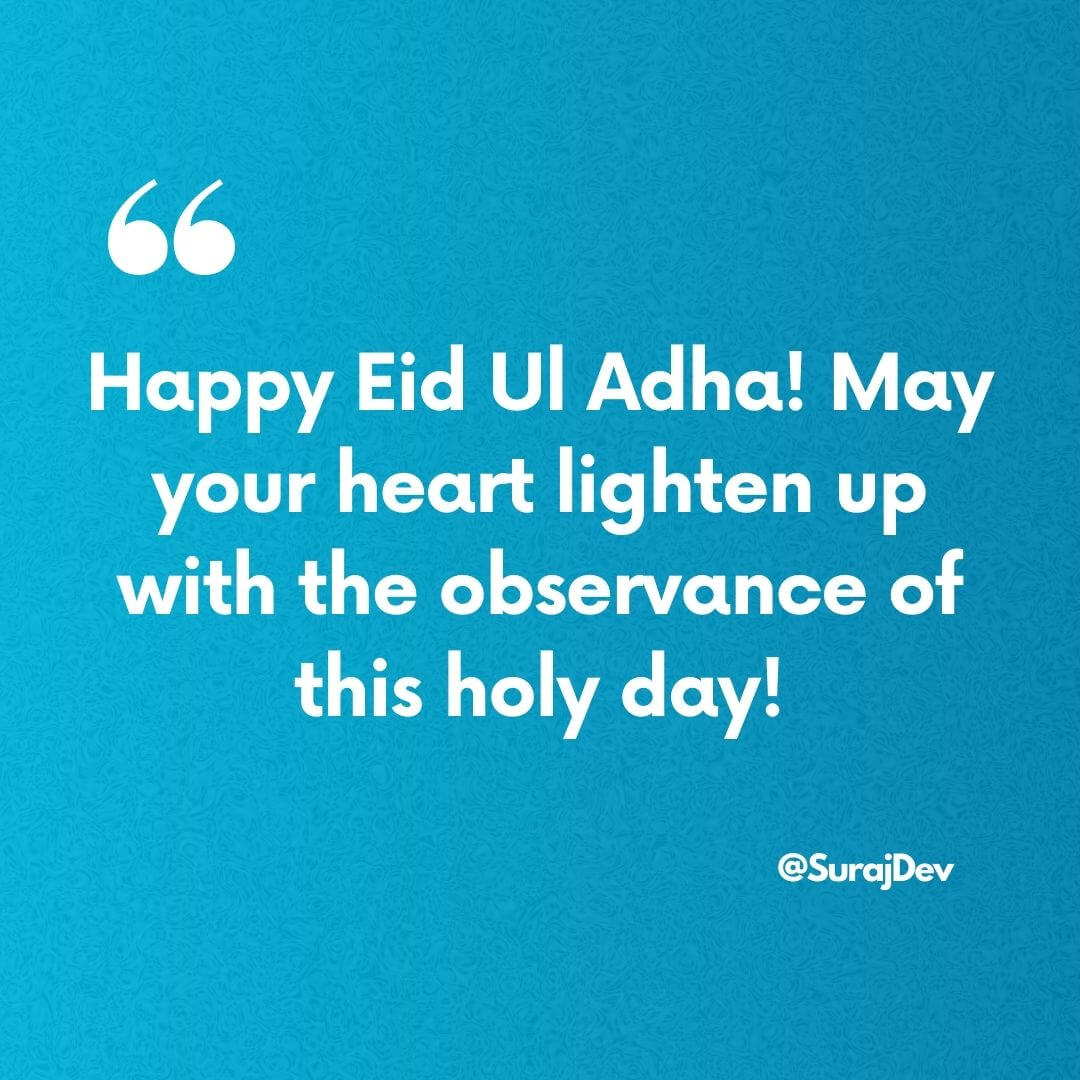 “
Happy Eid Ul Adha! May
your heart lighten up
with the observance of
this holy day!
@SurajDev